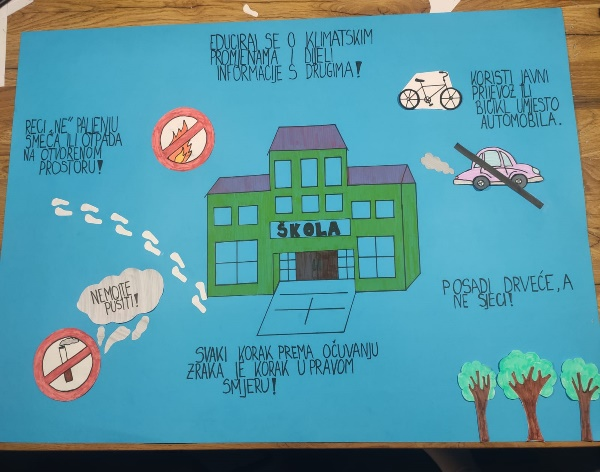 EDUCIRAJ SE O KLIMATSKIM
PROMJENAMA I DIJELI
INFORMACIJE S DRUGIMA!
KORISTI JAVNI
PRIJEVOZ ILI
BICIKL UMJESTO
AUTOMOBILA.
RECI „NE” PALJENJU
SMEĆA ILI OTPADA
NA OTVORENOM
PROSTORU!
ŠKOLA
NEMOJTE
PUŠITI!
POSADI DRVEĆE, A
NE SJECI!
SVAKI KORAK PREMA OČUVANJU
ZRAKA JE KORAK U PRAVOM
SMJERU!